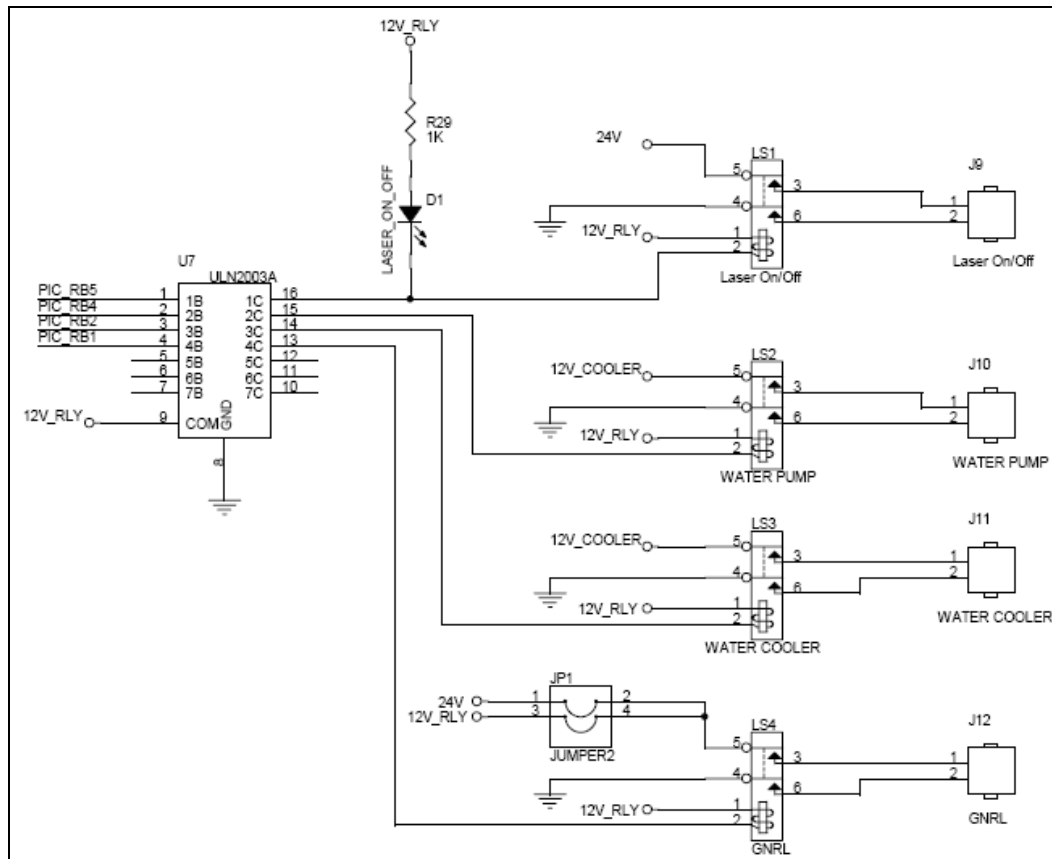 12V_RLY
R29
1K
LASER_ON_OFF
D1
U7
ULN2003A
PIC_RB5 1 1B 1C 16
PIC_RB4 2 2B 2C 15
PIC_RB2 3 3B 3C 14
PIC_RB1 4 4B 4C 13
5 5B 5C 12
6 6B 6C 11
7 7B 7C 10
12V_RLY 9 COM GND
8
24V
LS1
J9
5
3 1
4
6 2
12V_RLY 1
2
Laser On/Off
Laser On/Off
LS2
J10
12V_COOLER 5
3 1
4
6 2
12V_RLY 1
2
WATER PUMP
WATER PUMP
LS3
J11
12V_COOLER 5
3 1
4 2
6
12V_RLY 1
2
WATER COOLER
WATER COOLER
JP1
24V 1 2
12V_RLY 3 4
JUMPER2
LS4
J12
5
3 1
4 2
6
12V_RLY 1
2
GNRL
GNRL